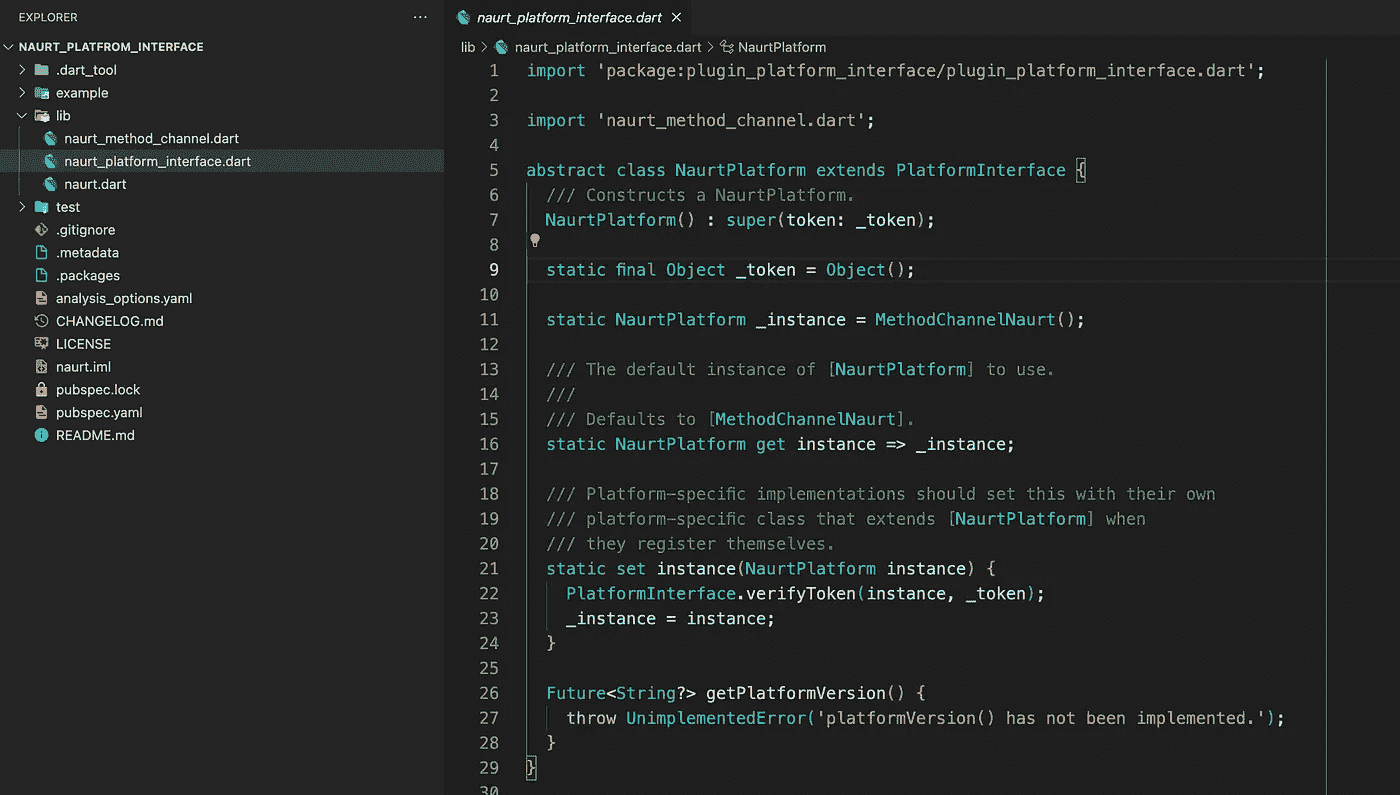 EXPLORER
...
NAURT_PLATFROM_INTERFACE
.dart_tool
example
lib
naurt_method_channel.dart
naurt_platform_interface.dart
naurt.dart
test
.gitignore
.metadata
.packages
analysis_options.yaml
CHANGELOG.md
LICENSE
naurt.iml
pubspec.lock
pubspec.yaml
README.md
naurt_platform_interface.dart ×
lib > naurt_platform_interface.dart > NaurtPlatform
1 import 'package:plugin_platform_interface/plugin_platform_interface.dart';
2
3 import 'naurt_method_channel.dart';
4
5 abstract class NaurtPlatform extends PlatformInterface {
6 /// Constructs a NaurtPlatform.
7 NaurtPlatform() : super(token: _token);
8
9 static final Object _token = Object();
10
11 static NaurtPlatform _instance = MethodChannelNaurt();
12
13 /// The default instance of [NaurtPlatform] to use.
14 ///
15 /// Defaults to [MethodChannelNaurt].
16 static NaurtPlatform get instance => _instance;
17
18 /// Platform-specific implementations should set this with their own
19 /// platform-specific class that extends [NaurtPlatform] when
20 /// they register themselves.
21 static set instance(NaurtPlatform instance) {
22 PlatformInterface.verifyToken(instance, _token);
23 _instance = instance;
24 }
25
26 Future<String?> getPlatformVersion() {
27 throw UnimplementedError('platformVersion() has not been implemented.');
28 }
29 }
30